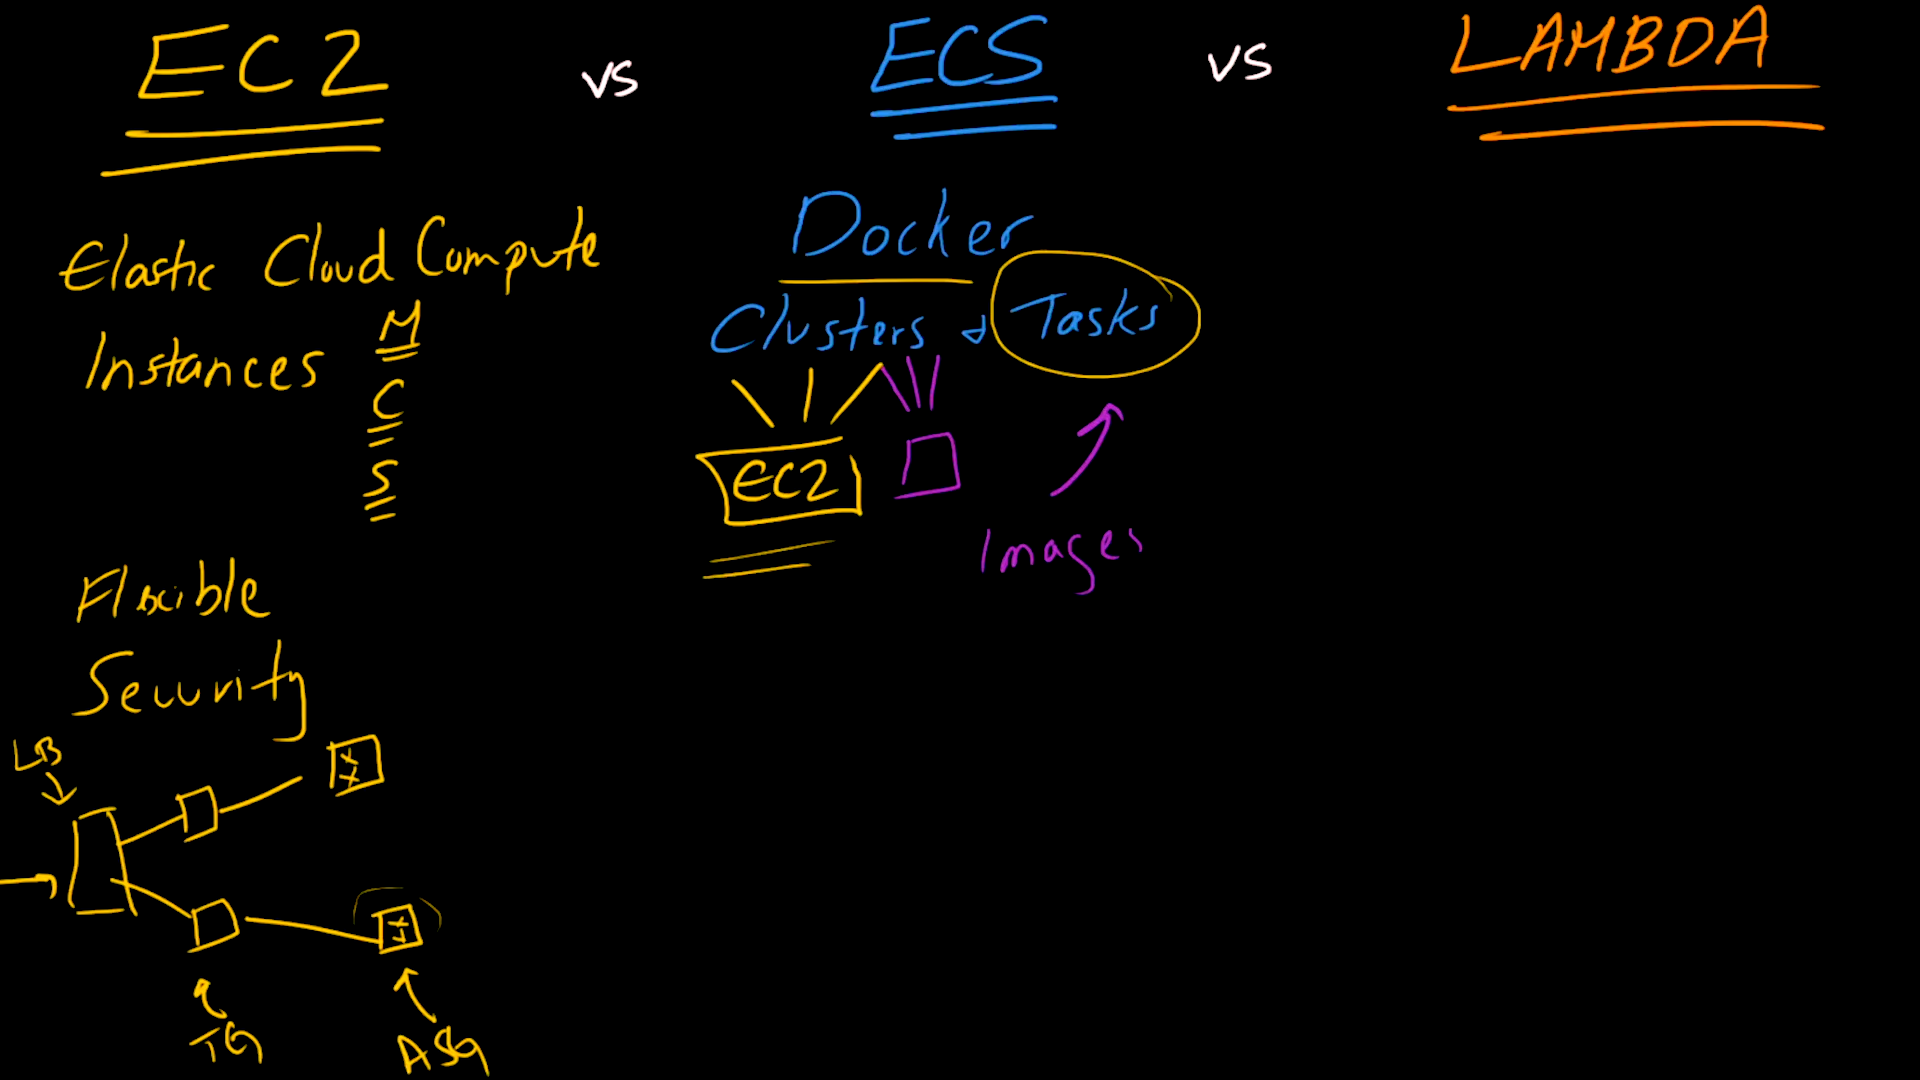 EC2 vs ECS vs LAMBDA
Elastic Cloud Compute
Instances M
C
S
Flexible
Security
LB
TG
ASG
Docker
Clusters & Tasks
EC2
Images